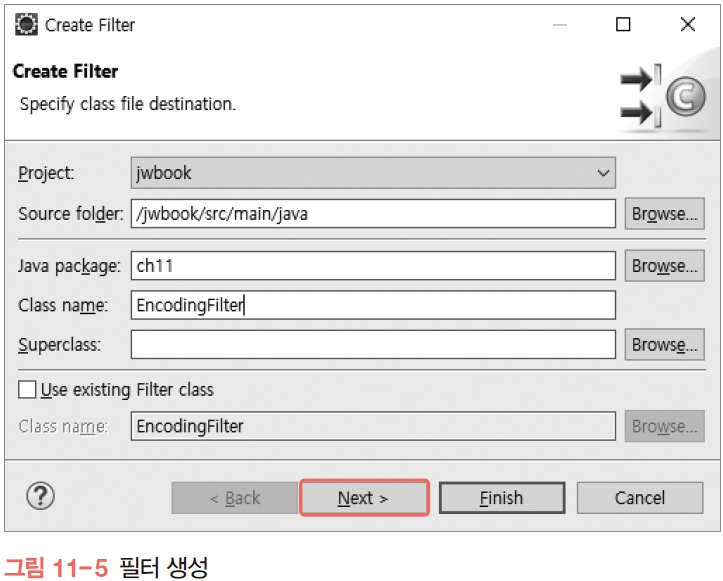 Create Filter
Create Filter
Specify class file destination.
Project: jwbook
Source folder: /jwbook/src/main/java Browse...
Java package: ch11 Browse...
Class name: EncodingFilter
Superclass: Browse...
Use existing Filter class
Class name: EncodingFilter Browse...
? < Back Next > Finish Cancel
그림 11-5 필터 생성